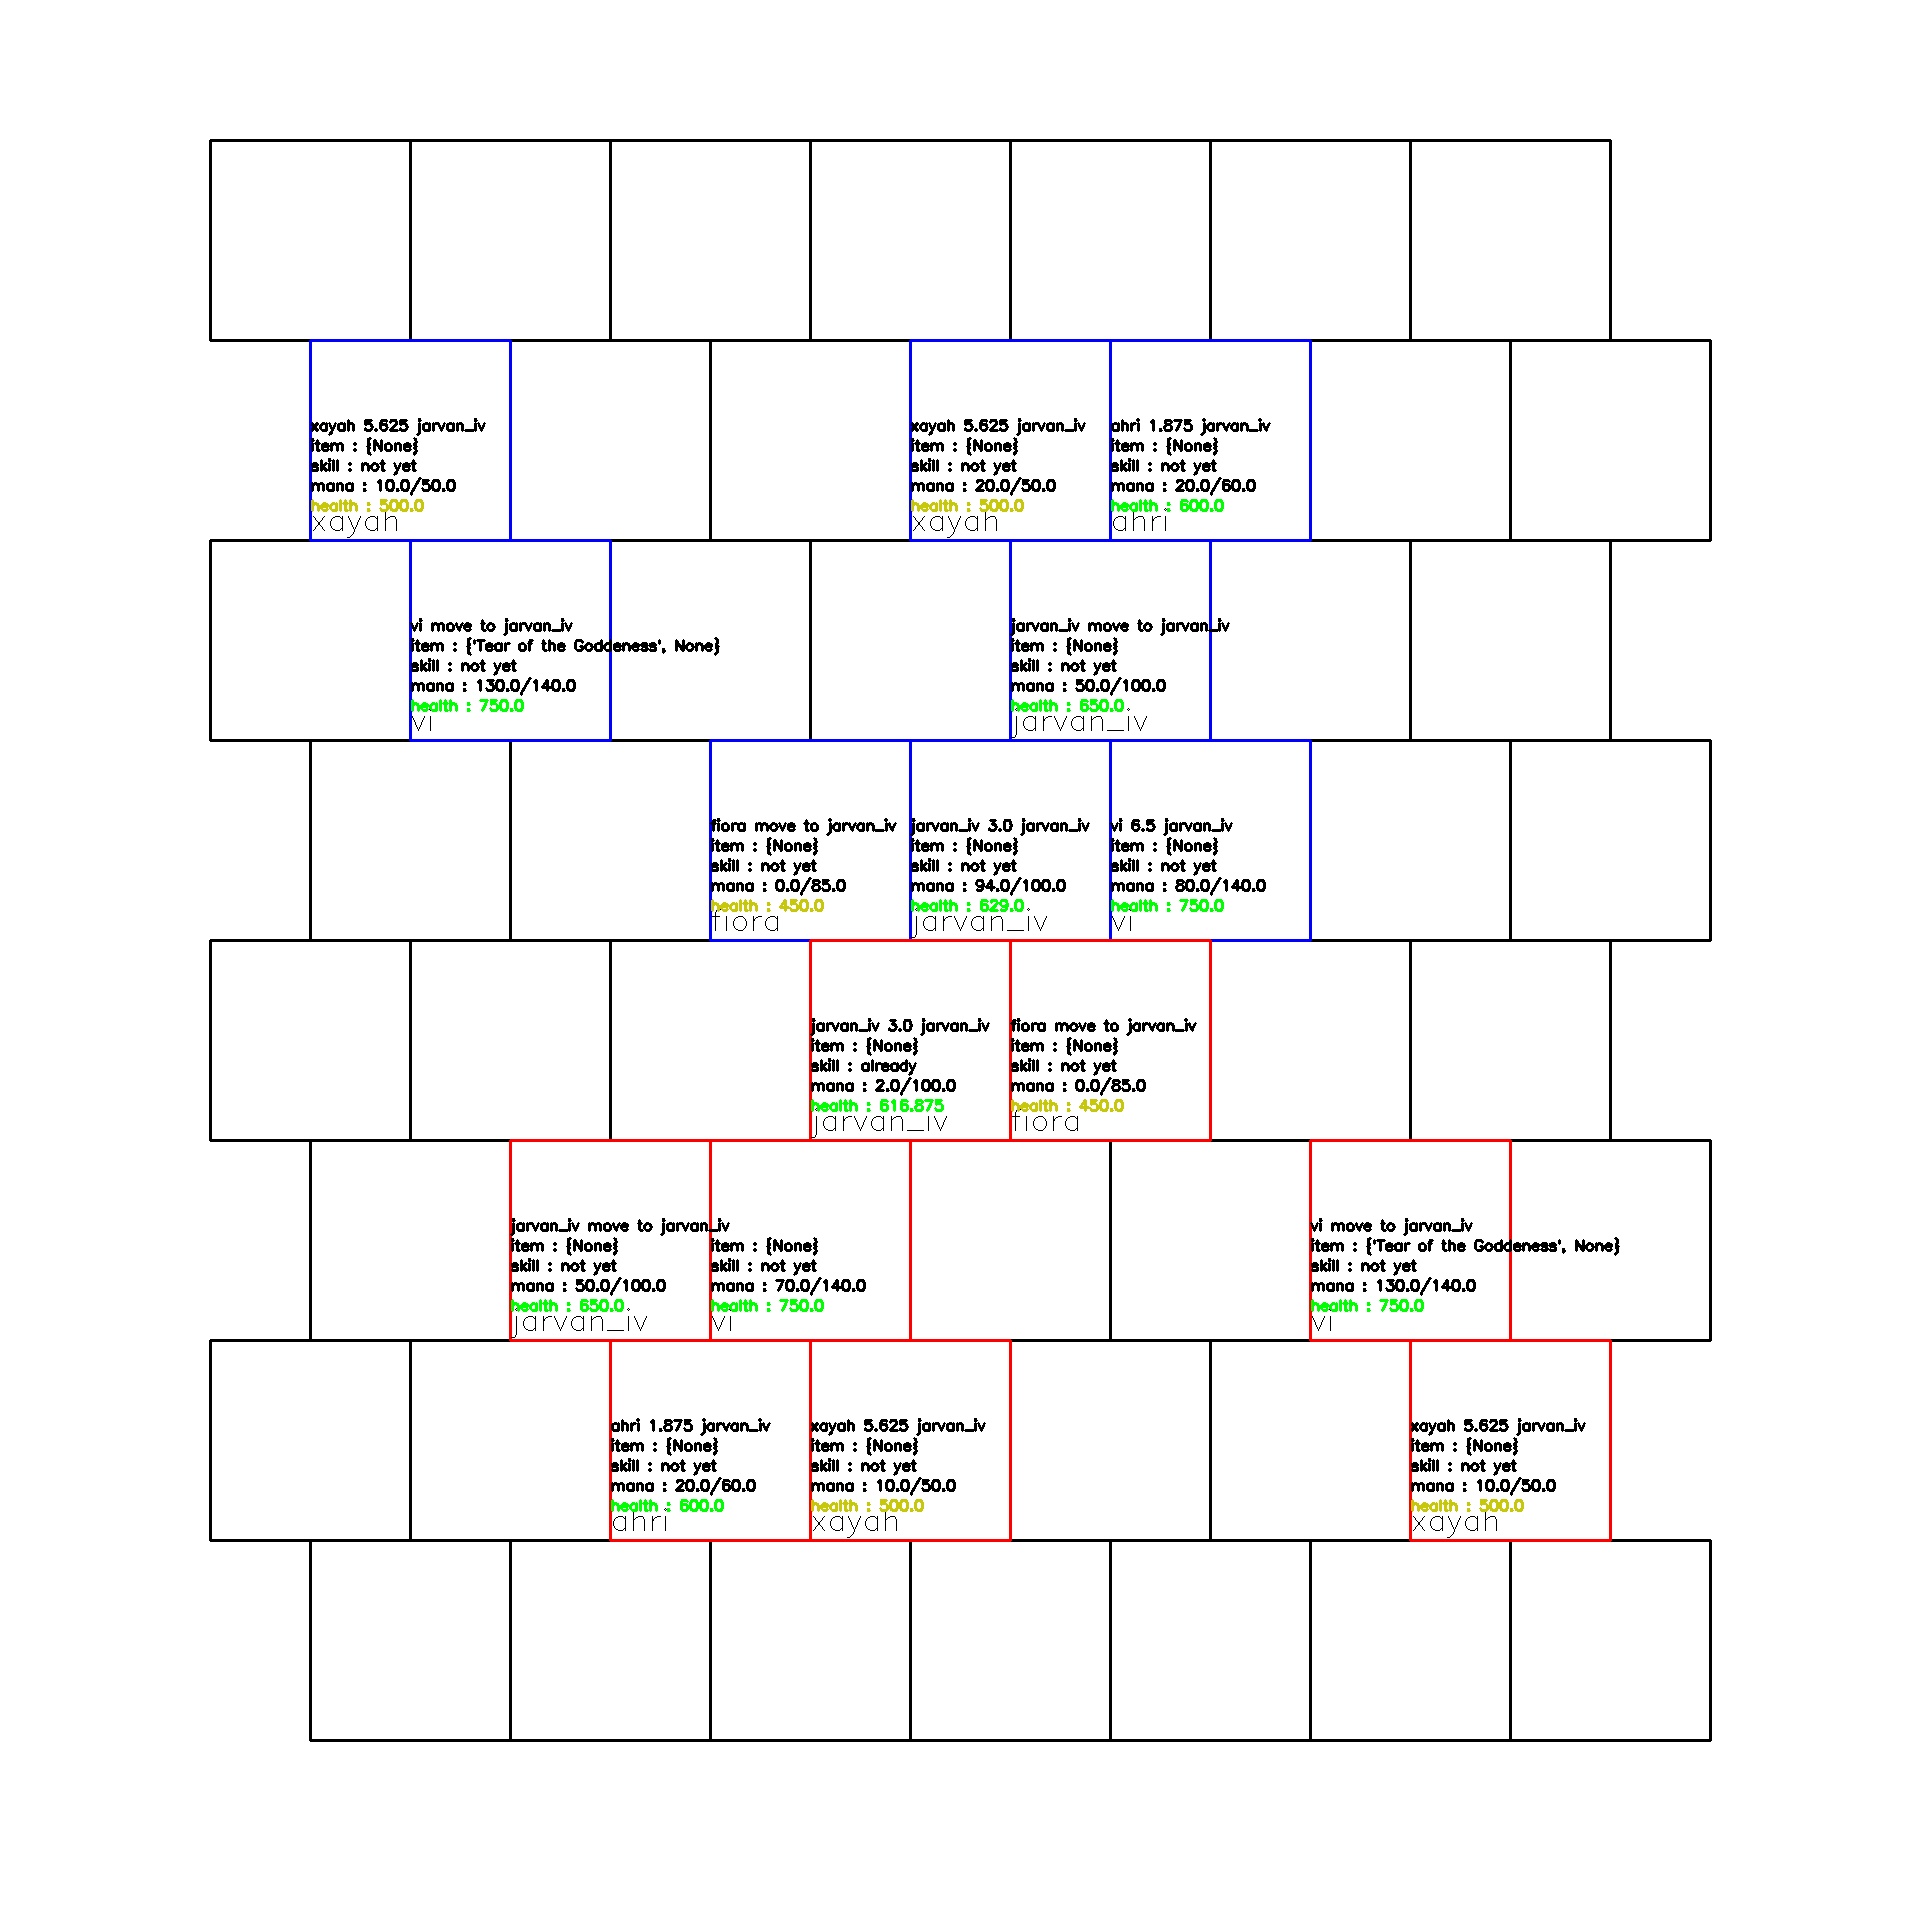 xayah 5.625 jarvan_iv
item : {None}
skill : not yet
mana : 10.0/50.0
health : 500.0
xayah
xayah 5.625 jarvan_iv
item : {None}
skill : not yet
mana : 20.0/50.0
health : 500.0
xayah
ahri 1.875 jarvan_iv
item : {None}
skill : not yet
mana : 20.0/60.0
health : 600.0
ahri
vi move to jarvan_iv
item : {'Tear of the Goddeness', None}
skill : not yet
mana : 130.0/140.0
health : 750.0
vi
jarvan_iv move to jarvan_iv
item : {None}
skill : not yet
mana : 50.0/100.0
health : 650.0
jarvan_iv
fiora move to jarvan_iv
item : {None}
skill : not yet
mana : 0.0/85.0
health : 450.0
fiora
jarvan_iv 3.0 jarvan_iv
item : {None}
skill : not yet
mana : 94.0/100.0
health : 629.0
jarvan_iv
vi 6.5 jarvan_iv
item : {None}
skill : not yet
mana : 80.0/140.0
health : 750.0
vi
jarvan_iv 3.0 jarvan_iv
item : {None}
skill : already
mana : 2.0/100.0
health : 616.875
jarvan_iv
fiora move to jarvan_iv
item : {None}
skill : not yet
mana : 0.0/85.0
health : 450.0
fiora
jarvan_iv move to jarvan_iv
item : {None}
skill : not yet
mana : 50.0/100.0
health : 650.0
jarvan_iv
item : {None}
skill : not yet
mana : 70.0/140.0
health : 750.0
vi
vi move to jarvan_iv
item : {'Tear of the Goddeness', None}
skill : not yet
mana : 130.0/140.0
health : 750.0
vi
ahri 1.875 jarvan_iv
item : {None}
skill : not yet
mana : 20.0/60.0
health : 600.0
ahri
xayah 5.625 jarvan_iv
item : {None}
skill : not yet
mana : 10.0/50.0
health : 500.0
xayah
xayah 5.625 jarvan_iv
item : {None}
skill : not yet
mana : 10.0/50.0
health : 500.0
xayah